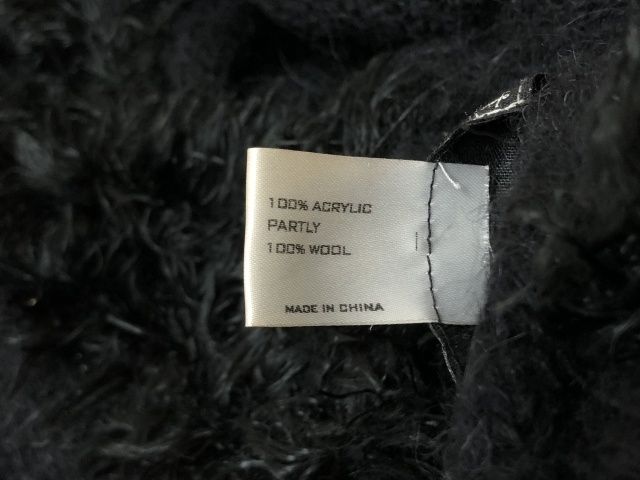 100% ACRYLIC
PARTLY
100% WOOL
MADE IN CHINA